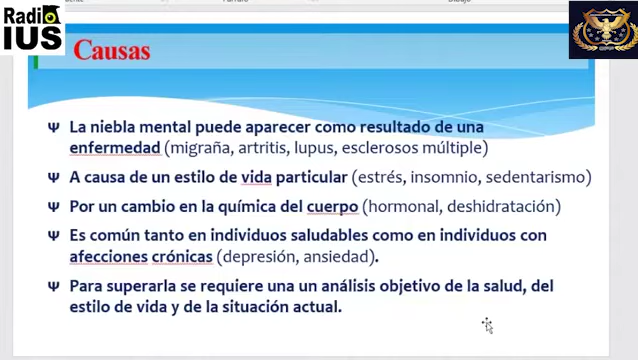 Radio
IUS
Causas
Ψ La niebla mental puede aparecer como resultado de una
enfermedad (migraña, artritis, lupus, esclerosos múltiple)
Ψ A causa de un estilo de vida particular (estrés, insomnio, sedentarismo)
Ψ Por un cambio en la química del cuerpo (hormonal, deshidratación)
Ψ Es común tanto en individuos saludables como en individuos con
afecciones crónicas (depresión, ansiedad).
Ψ Para superarla se requiere una un análisis objetivo de la salud, del
estilo de vida y de la situación actual.